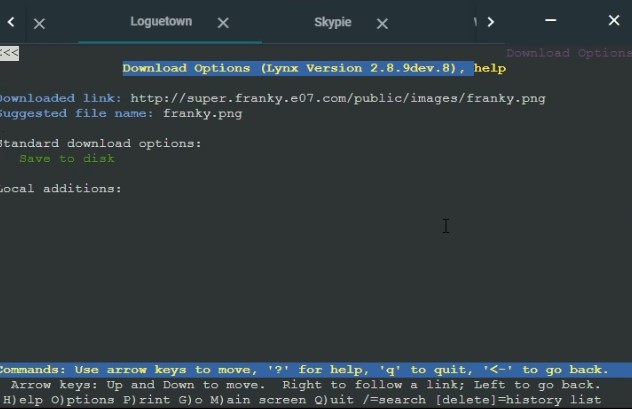 Loguetown
Skypie
<<< Download Options
Download Options (Lynx Version 2.8.9dev.8), help
Downloaded link: http://super.franky.e07.com/public/images/franky.png
Suggested file name: franky.png
Standard download options:
Save to disk
Local additions:
Commands: Use arrow keys to move, '?' for help, 'q' to quit, '<-' to go back.
Arrow keys: Up and Down to move. Right to follow a link; Left to go back.
H)elp O)ptions P)rint G)o M)ain screen Q)uit /=search [delete]=history list